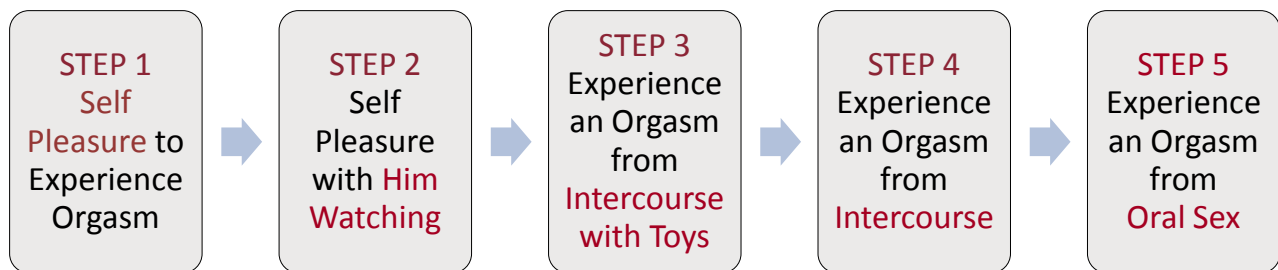 STEP 1
Self
Pleasure to
Experience
Orgasm
STEP 2
Self
Pleasure
with Him
Watching
STEP 3
Experience
an Orgasm
from
Intercourse
with Toys
STEP 4
Experience
an Orgasm
from
Intercourse
STEP 5
Experience
an Orgasm
from
Oral Sex